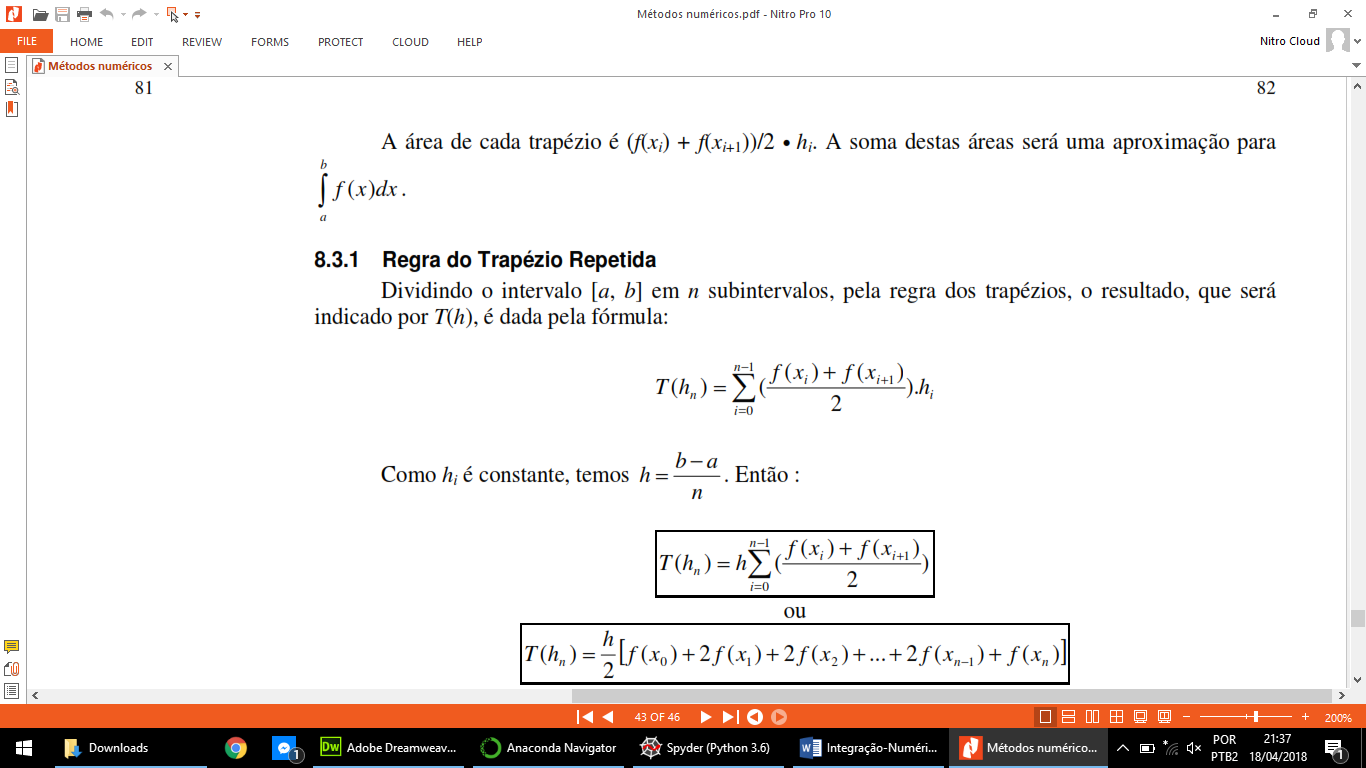 Métodos numéricos.pdf - Nitro Pro 10
FILE HOME EDIT REVIEW FORMS PROTECT CLOUD HELP Nitro Cloud
Métodos numéricos ×
81 82
A área de cada trapézio é (f(xᵢ) + f(xᵢ₊₁))/2 • hᵢ. A soma destas áreas será uma aproximação para
∫ₐᵇ f(x)dx.
8.3.1 Regra do Trapézio Repetida
Dividindo o intervalo [a, b] em n subintervalos, pela regra dos trapézios, o resultado, que será
indicado por T(h), é dada pela fórmula:
T(hₙ) = ∑_{i=0}^{n−1} ( (f(xᵢ) + f(xᵢ₊₁)) / 2 ).hᵢ
Como hᵢ é constante, temos h = (b − a)/n . Então :
T(hₙ) = h∑_{i=0}^{n−1} ( (f(xᵢ) + f(xᵢ₊₁)) / 2 )
ou
T(hₙ) = h/2 [f(x₀) + 2f(x₁) + 2f(x₂) + ... + 2f(xₙ₋₁) + f(xₙ)]
43 OF 46 200%
Downloads 1 Dw Adobe Dreamweav... Anaconda Navigator Spyder (Python 3.6) Integração-Numéri... Métodos numérico... POR 21:37
PTB2 18/04/2018 1